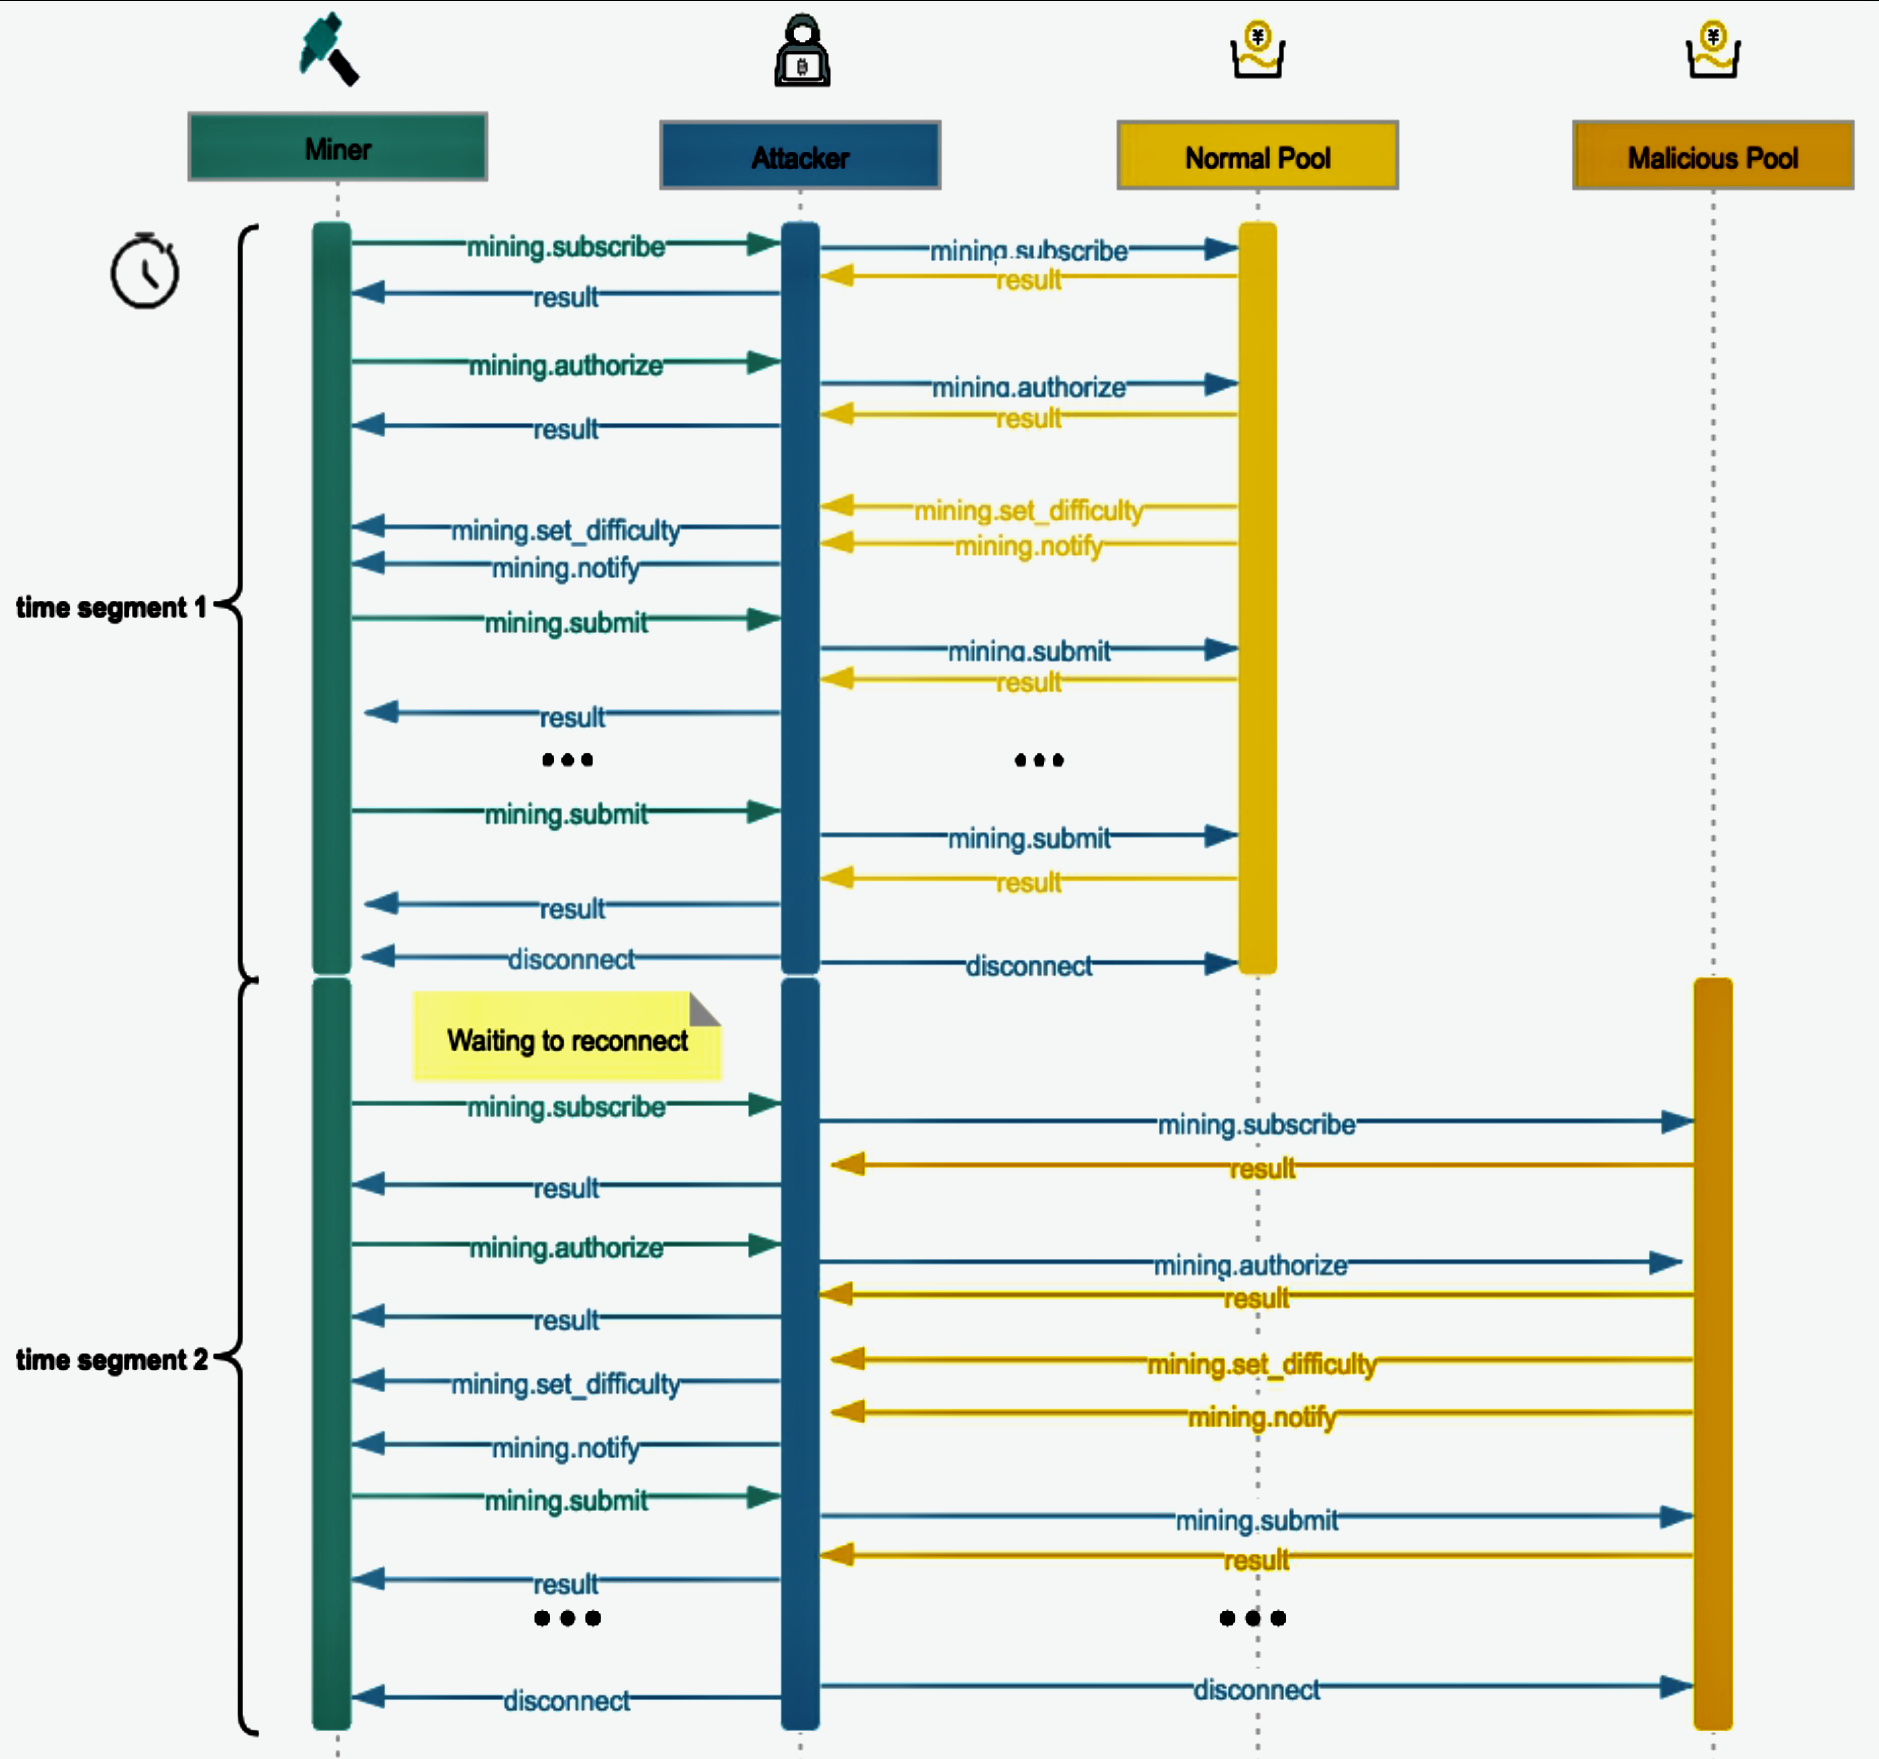 Miner
Attacker
Normal Pool
Malicious Pool
mining.subscribe
mining.subscribe
result
result
mining.authorize
mining.authorize
result
result
mining.set_difficulty
mining.set_difficulty
mining.notify
mining.notify
time segment 1
mining.submit
mining.submit
result
result
mining.submit
mining.submit
result
result
disconnect
disconnect
Waiting to reconnect
mining.subscribe
mining.subscribe
result
result
mining.authorize
mining.authorize
result
result
time segment 2
mining.set_difficulty
mining.set_difficulty
mining.notify
mining.notify
mining.submit
mining.submit
result
result
disconnect
disconnect